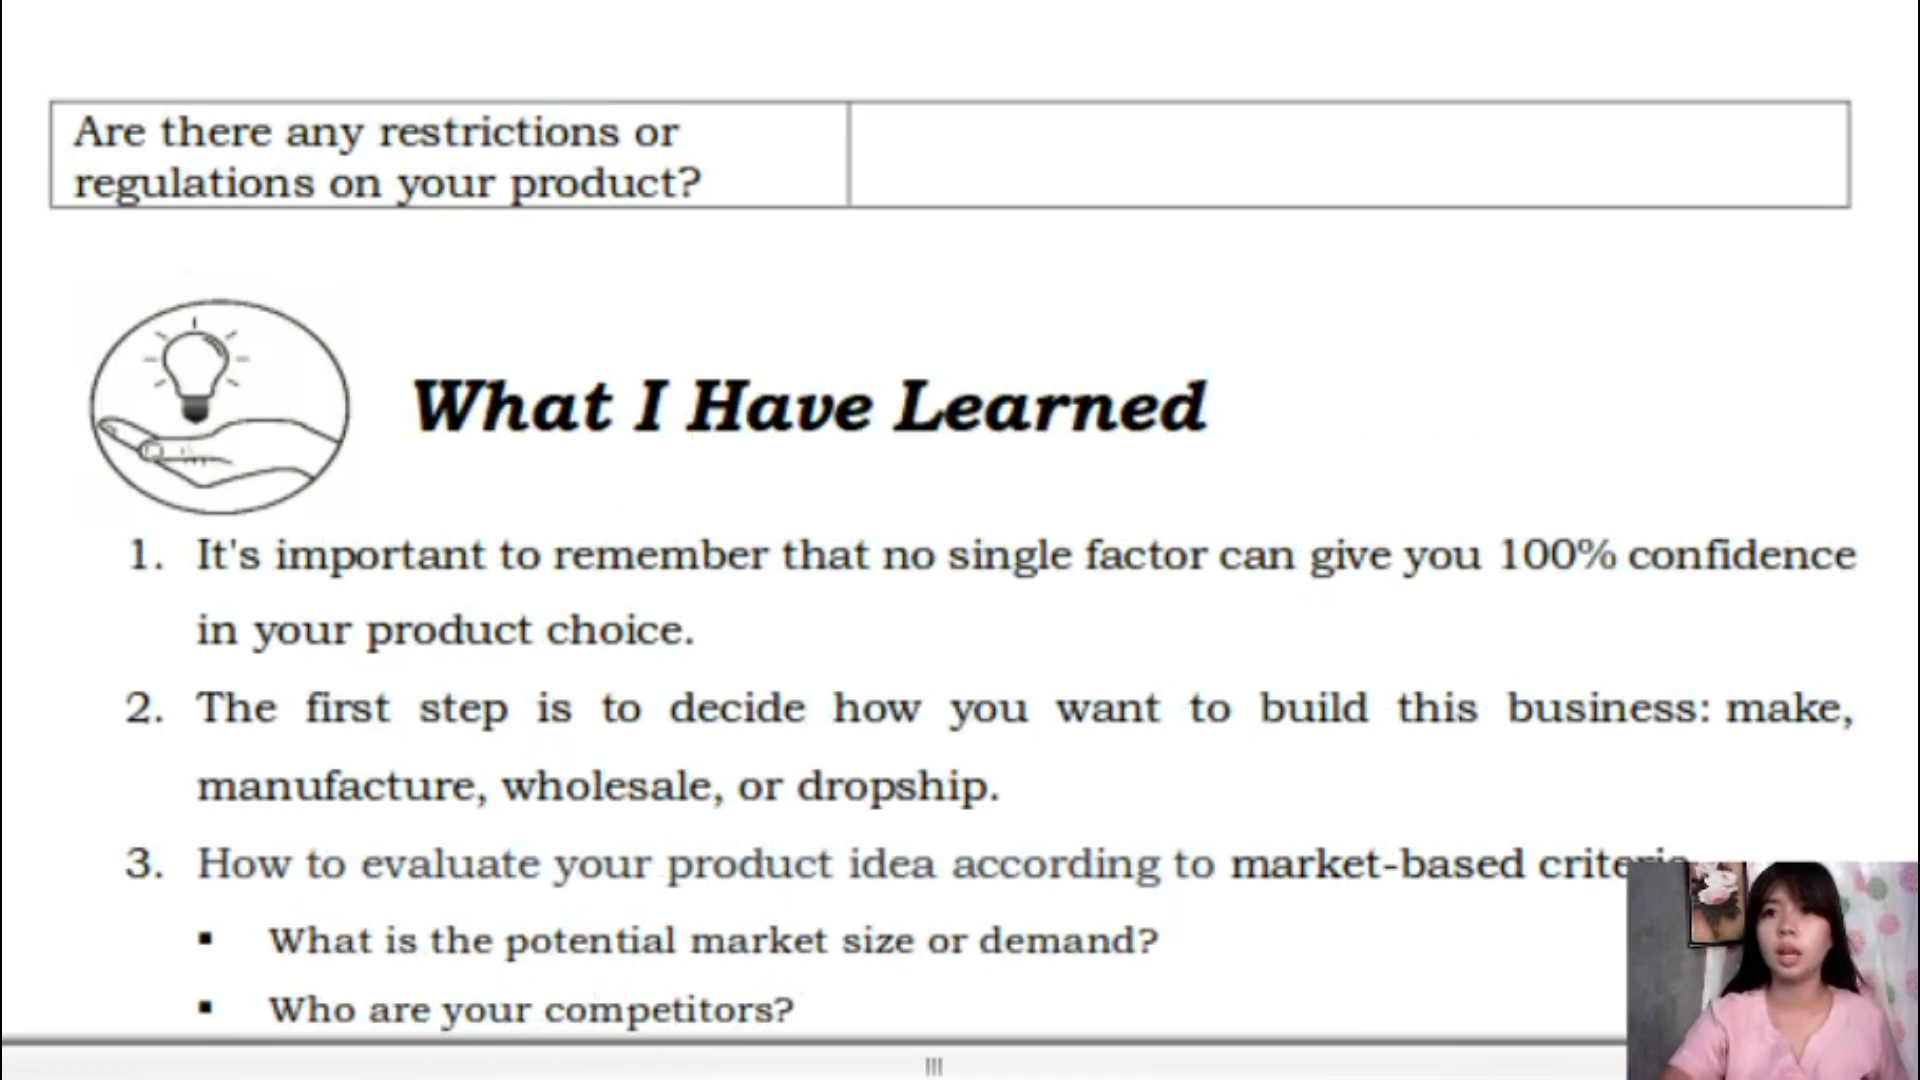 Are there any restrictions or
regulations on your product?
What I Have Learned
1. It's important to remember that no single factor can give you 100% confidence
in your product choice.
2. The first step is to decide how you want to build this business: make,
manufacture, wholesale, or dropship.
3. How to evaluate your product idea according to market-based criteria
▪ What is the potential market size or demand?
▪ Who are your competitors?